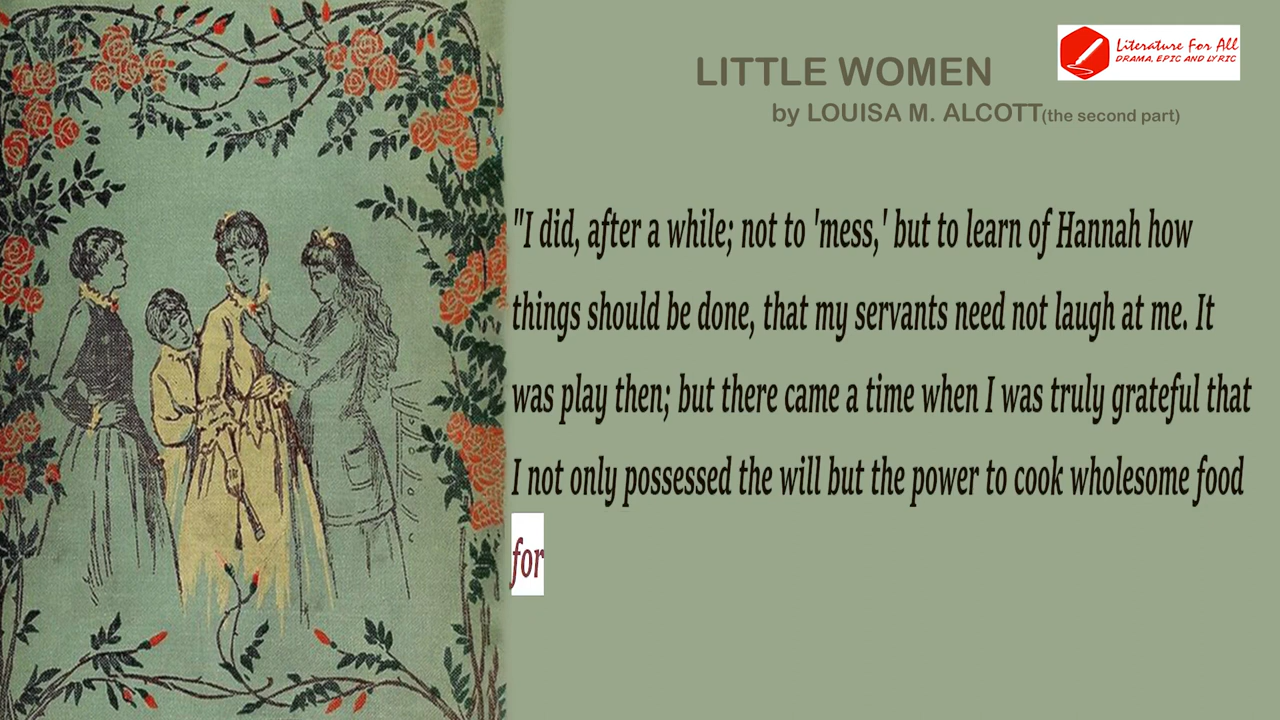 LITTLE WOMEN
by LOUISA M. ALCOTT(the second part)
Literature For All
DRAMA, EPIC AND LYRIC
"I did, after a while; not to 'mess,' but to learn of Hannah how
things should be done, that my servants need not laugh at me. It
was play then; but there came a time when I was truly grateful that
I not only possessed the will but the power to cook wholesome food
for